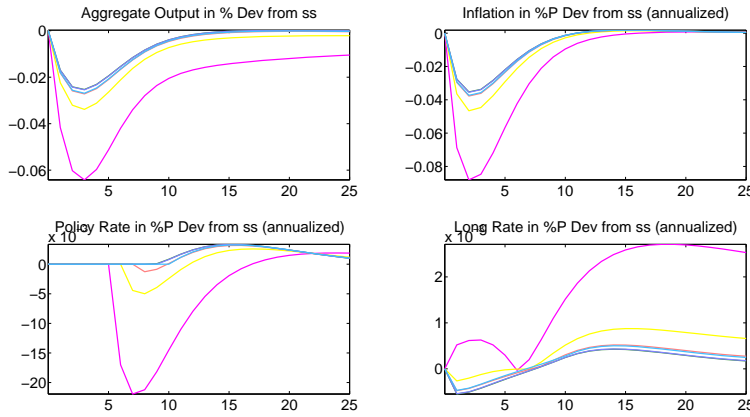 Aggregate Output in % Dev from ss
0
−0.02
−0.04
−0.06
5 10 15 20 25
Inflation in %P Dev from ss (annualized)
0
−0.02
−0.04
−0.06
−0.08
5 10 15 20 25
Policy Rate in %P Dev from ss (annualized)
x 10
0
−5
−10
−15
−20
5 10 15 20 25
Long Rate in %P Dev from ss (annualized)
x 10
2
1
0
5 10 15 20 25